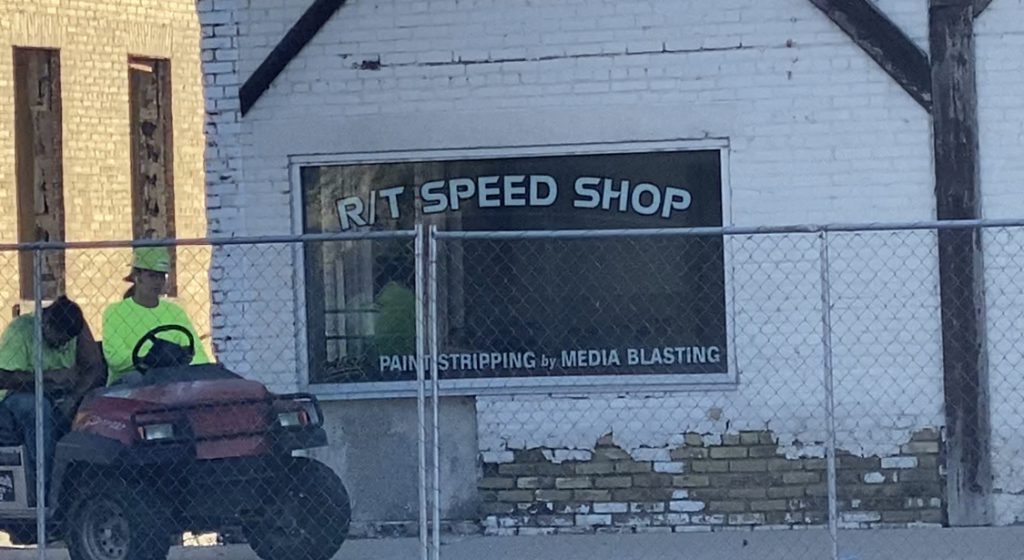 R/T SPEED SHOP
PAINT STRIPPING by MEDIA BLASTING